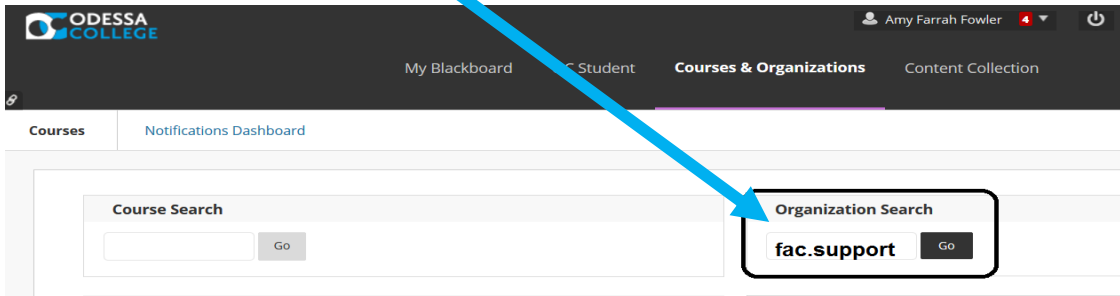 ODESSA
COLLEGE
Amy Farrah Fowler 4
My Blackboard C Student Courses & Organizations Content Collection
Courses Notifications Dashboard
Course Search Organization Search
Go fac.support Go